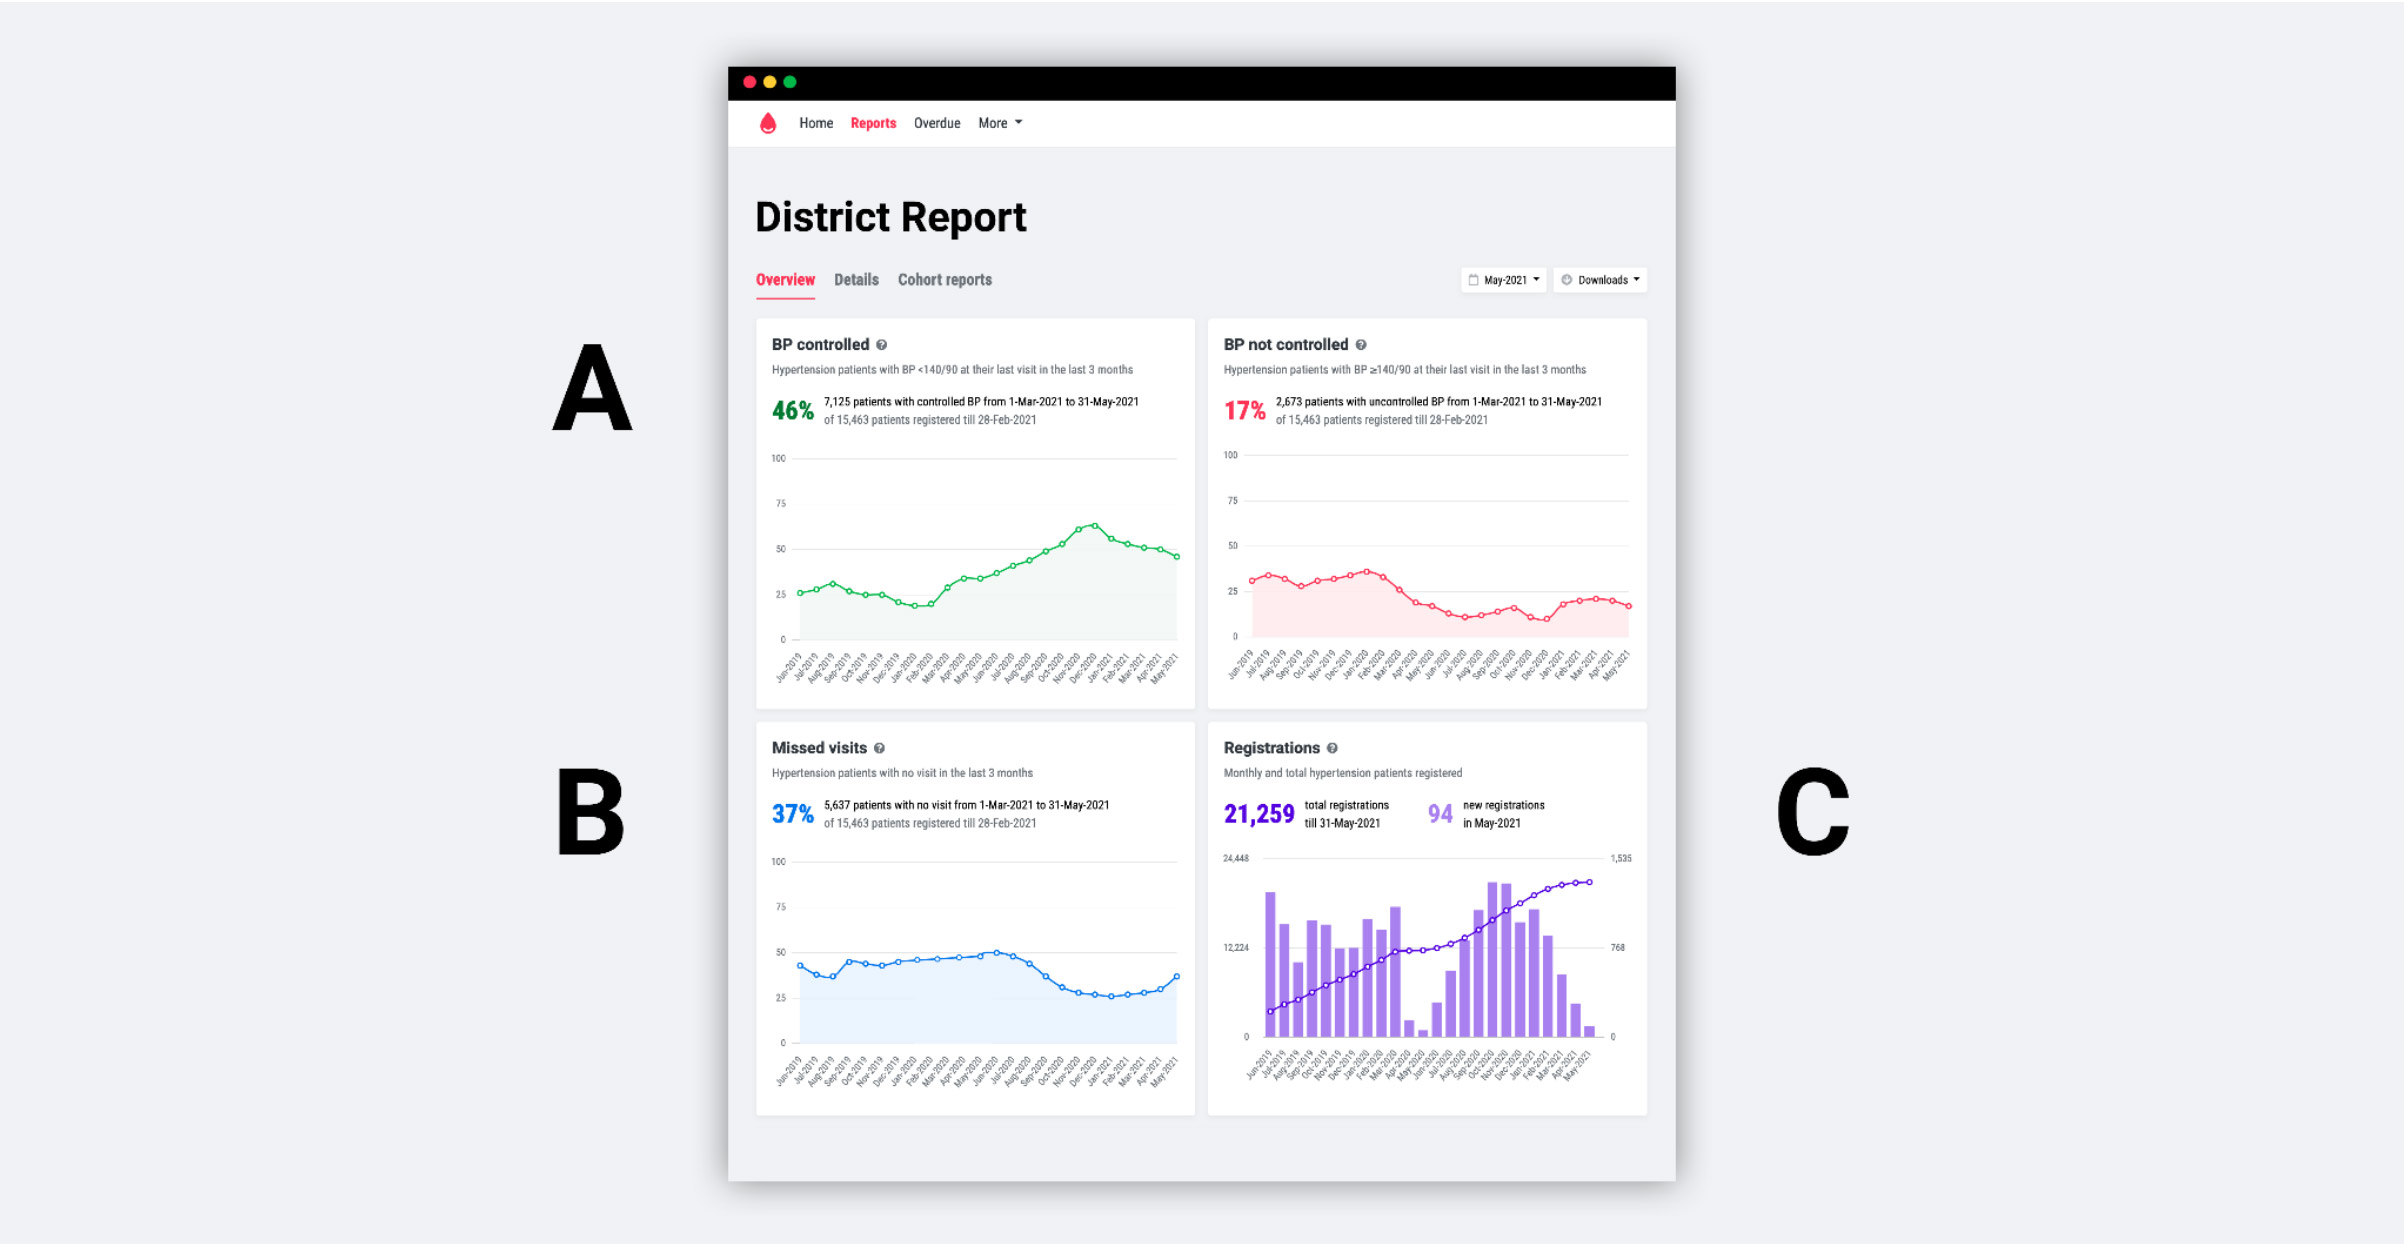 Home Reports Overdue More
District Report
Overview Details Cohort reports
May-2021 Downloads
A
BP controlled
Hypertension patients with BP <140/90 at their last visit in the last 3 months
46% 7,125 patients with controlled BP from 1-Mar-2021 to 31-May-2021
of 15,463 patients registered till 28-Feb-2021
100
75
50
25
0
Jun-2019 Jul-2019 Aug-2019 Sep-2019 Oct-2019 Nov-2019 Dec-2019 Jan-2020 Feb-2020 Mar-2020 Apr-2020 May-2020 Jun-2020 Jul-2020 Aug-2020 Sep-2020 Oct-2020 Nov-2020 Dec-2020 Jan-2021 Feb-2021 Mar-2021 Apr-2021 May-2021
BP not controlled
Hypertension patients with BP ≥140/90 at their last visit in the last 3 months
17% 2,673 patients with uncontrolled BP from 1-Mar-2021 to 31-May-2021
of 15,463 patients registered till 28-Feb-2021
100
75
50
25
0
Jun-2019 Jul-2019 Aug-2019 Sep-2019 Oct-2019 Nov-2019 Dec-2019 Jan-2020 Feb-2020 Mar-2020 Apr-2020 May-2020 Jun-2020 Jul-2020 Aug-2020 Sep-2020 Oct-2020 Nov-2020 Dec-2020 Jan-2021 Feb-2021 Mar-2021 Apr-2021 May-2021
B
Missed visits
Hypertension patients with no visit in the last 3 months
37% 5,637 patients with no visit from 1-Mar-2021 to 31-May-2021
of 15,463 patients registered till 28-Feb-2021
100
75
50
25
0
Jun-2019 Jul-2019 Aug-2019 Sep-2019 Oct-2019 Nov-2019 Dec-2019 Jan-2020 Feb-2020 Mar-2020 Apr-2020 May-2020 Jun-2020 Jul-2020 Aug-2020 Sep-2020 Oct-2020 Nov-2020 Dec-2020 Jan-2021 Feb-2021 Mar-2021 Apr-2021 May-2021
C
Registrations
Monthly and total hypertension patients registered
21,259 total registrations till 31-May-2021
94 new registrations in May-2021
24,448 1,535
12,224 768
0 0
Jun-2019 Jul-2019 Aug-2019 Sep-2019 Oct-2019 Nov-2019 Dec-2019 Jan-2020 Feb-2020 Mar-2020 Apr-2020 May-2020 Jun-2020 Jul-2020 Aug-2020 Sep-2020 Oct-2020 Nov-2020 Dec-2020 Jan-2021 Feb-2021 Mar-2021 Apr-2021 May-2021